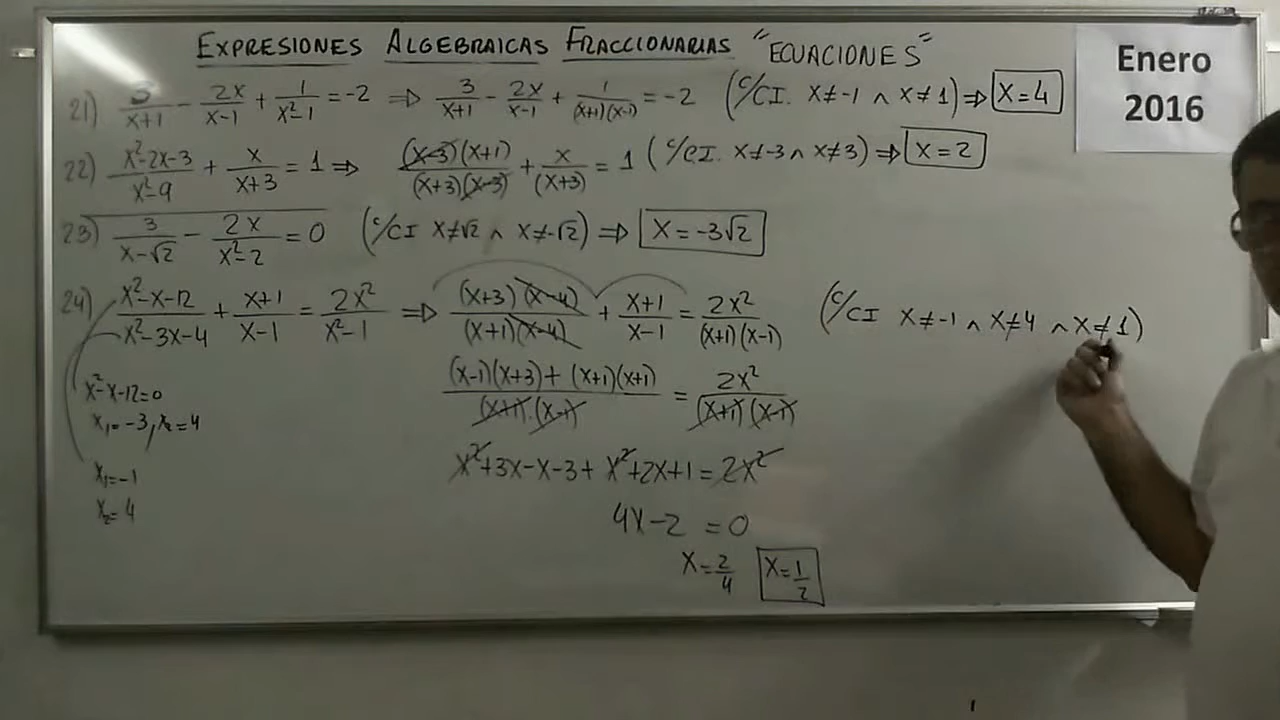 EXPRESIONES ALGEBRAICAS FRACCIONARIAS "ECUACIONES"
Enero
2016
21) 3/(x+1) - 2x/(x-1) + 1/(x²-1) = -2 ⇒ 3/(x+1) - 2x/(x-1) + 1/((x+1)(x-1)) = -2 (C/CI. x≠-1 ∧ x≠1) ⇒ x=4
22) (x²-2x-3)/(x²-9) + x/(x+3) = 1 ⇒ ((x-3)(x+1))/((x+3)(x-3)) + x/(x+3) = 1 (C/CI. x≠-3 ∧ x≠3) ⇒ x=2
23) 3/(x-√2) - 2x/(x²-2) = 0 (C/CI x≠√2 ∧ x≠-√2) ⇒ x=-3√2
24) (x²-x-12)/(x²-3x-4) + (x+1)/(x-1) = 2x²/(x²-1) ⇒ ((x+3)(x-4))/((x+1)(x-4)) + (x+1)/(x-1) = 2x²/((x+1)(x-1)) (C/CI x≠-1 ∧ x≠4 ∧ x≠1)
x²-x-12=0
x₁=-3, x₂=4
x₁=-1
x₂=4
((x-1)(x+3) + (x+1)(x+1))/((x+1).(x-1)) = 2x²/((x+1)(x-1))
x²+3x-x-3+ x²+2x+1 = 2x²
4x-2 = 0
x=2/4 x=1/2